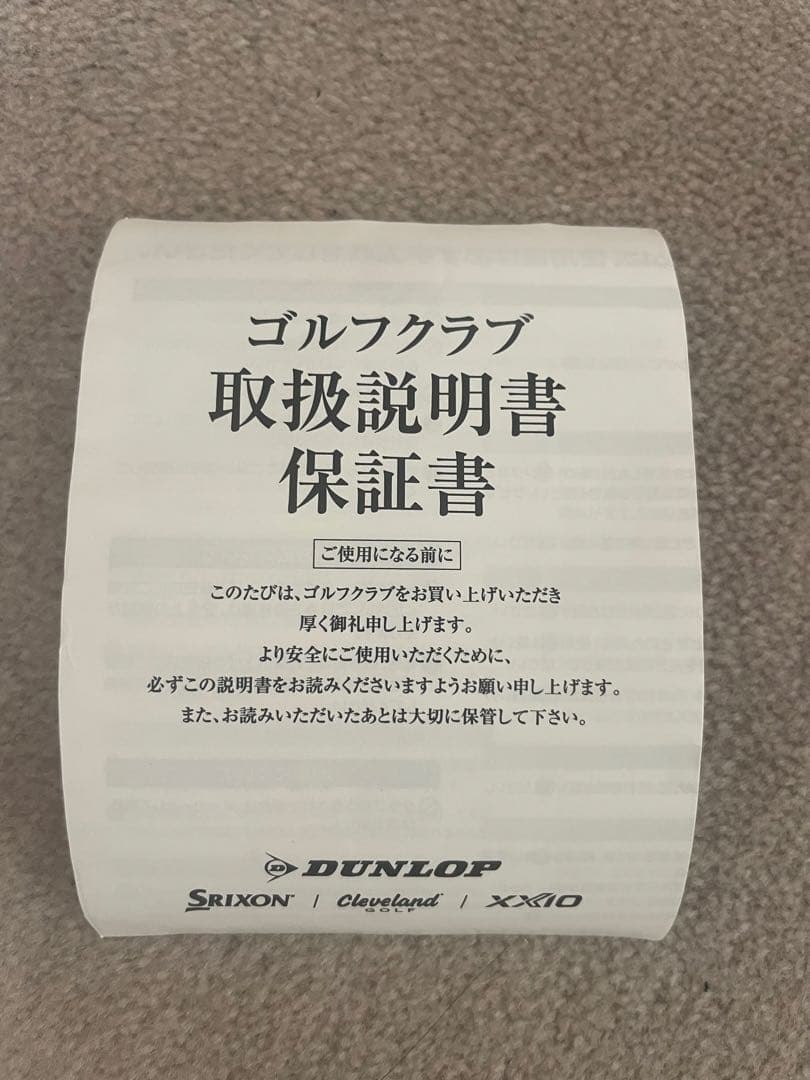 ゴルフクラブ
取扱説明書
保証書
ご使用になる前に
このたびは、ゴルフクラブをお買い上げいただき
厚く御礼申し上げます。
より安全にご使用いただくために、
必ずこの説明書をお読みくださいますようお願い申し上げます。
また、お読みいただいたあとは大切に保管して下さい。
DUNLOP
SRIXON / Cleveland GOLF / XXIO